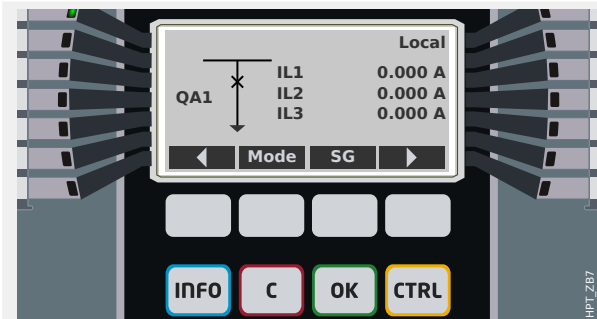 Local
IL1 0.000 A
QA1 IL2 0.000 A
IL3 0.000 A
Mode SG
INFO C OK CTRL
HPT_ZB7